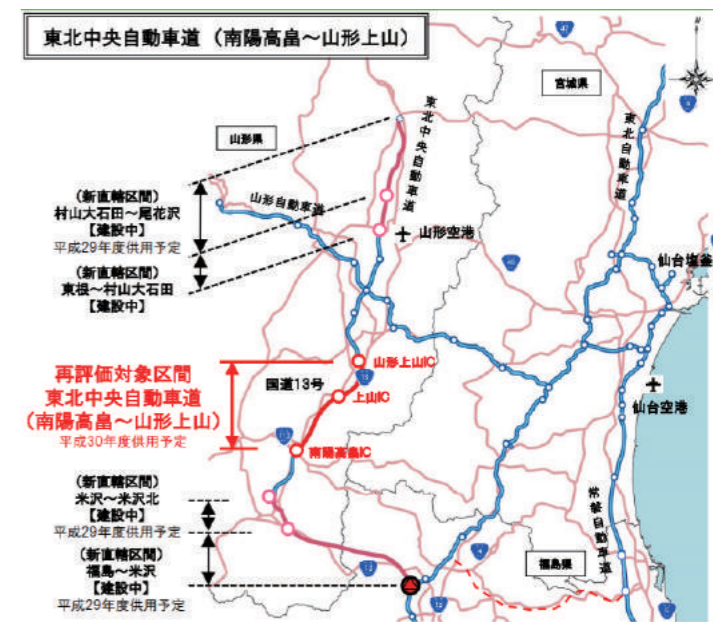 東北中央自動車道（南陽高畠～山形上山）
宮城県
山形県
東北中央自動車道
東北自動車道
山形自動車道
（新直轄区間）
村山大石田～尾花沢
【建設中】
平成29年度供用予定
山形空港
仙台塩釜
（新直轄区間）
東根～村山大石田
【建設中】
山形上山IC
再評価対象区間
東北中央自動車道
（南陽高畠～山形上山）
平成30年度供用予定
国道13号
上山IC
仙台空港
南陽高畠IC
（新直轄区間）
米沢～米沢北
【建設中】
平成29年度供用予定
常磐自動車道
（新直轄区間）
福島～米沢
【建設中】
平成29年度供用予定
福島県
13
4